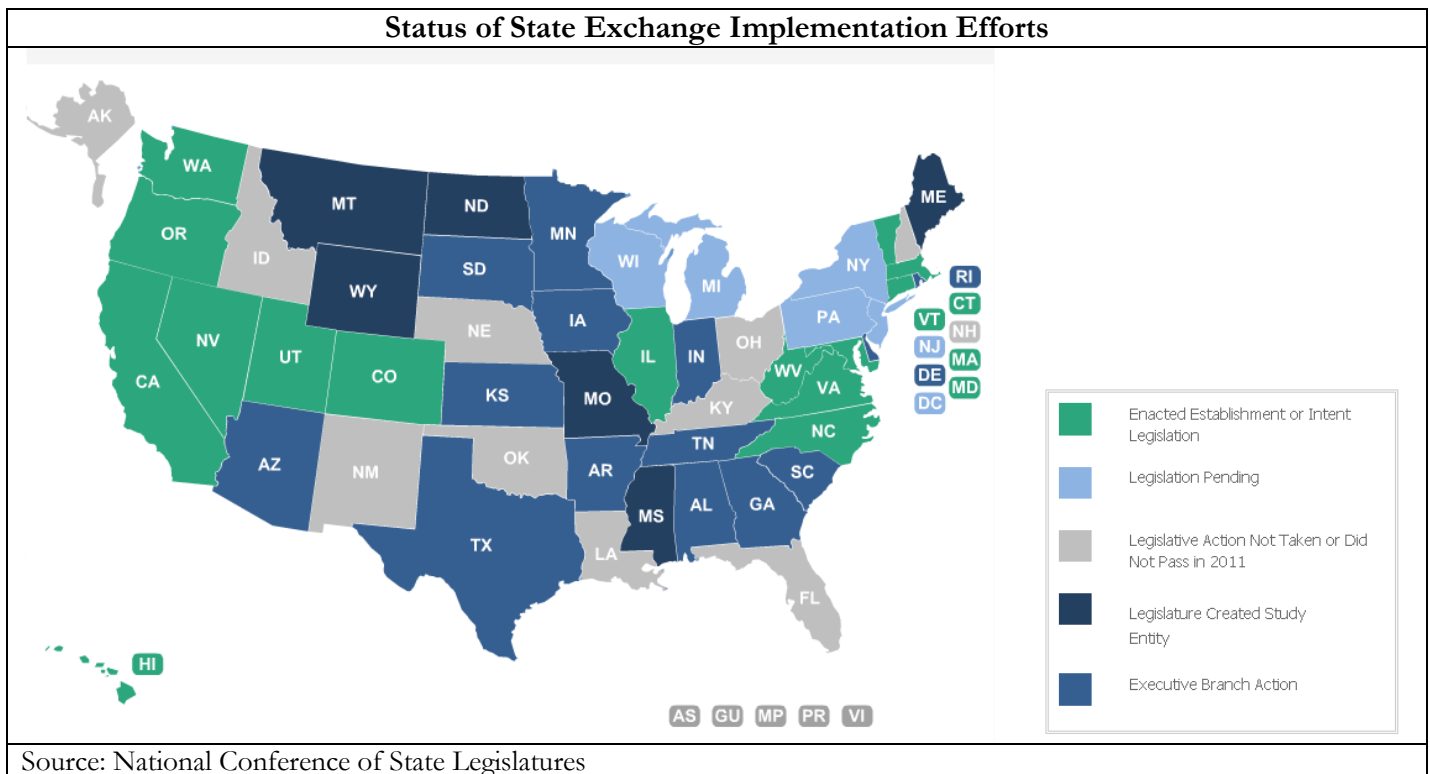 Status of State Exchange Implementation Efforts
AK
WA
MT
ND
MN
ME
OR
ID
SD
WI
MI
NY
WY
RI
CT
VT
NH
NJ
MA
DE
MD
DC
NE
IA
PA
NV
UT
CO
IL
IN
OH
WV
VA
CA
KS
MO
KY
NC
TN
AZ
NM
OK
AR
SC
MS
AL
GA
TX
LA
FL
HI
AS GU MP PR VI
Enacted Establishment or Intent
Legislation
Legislation Pending
Legislative Action Not Taken or Did
Not Pass in 2011
Legislature Created Study
Entity
Executive Branch Action
Source: National Conference of State Legislatures